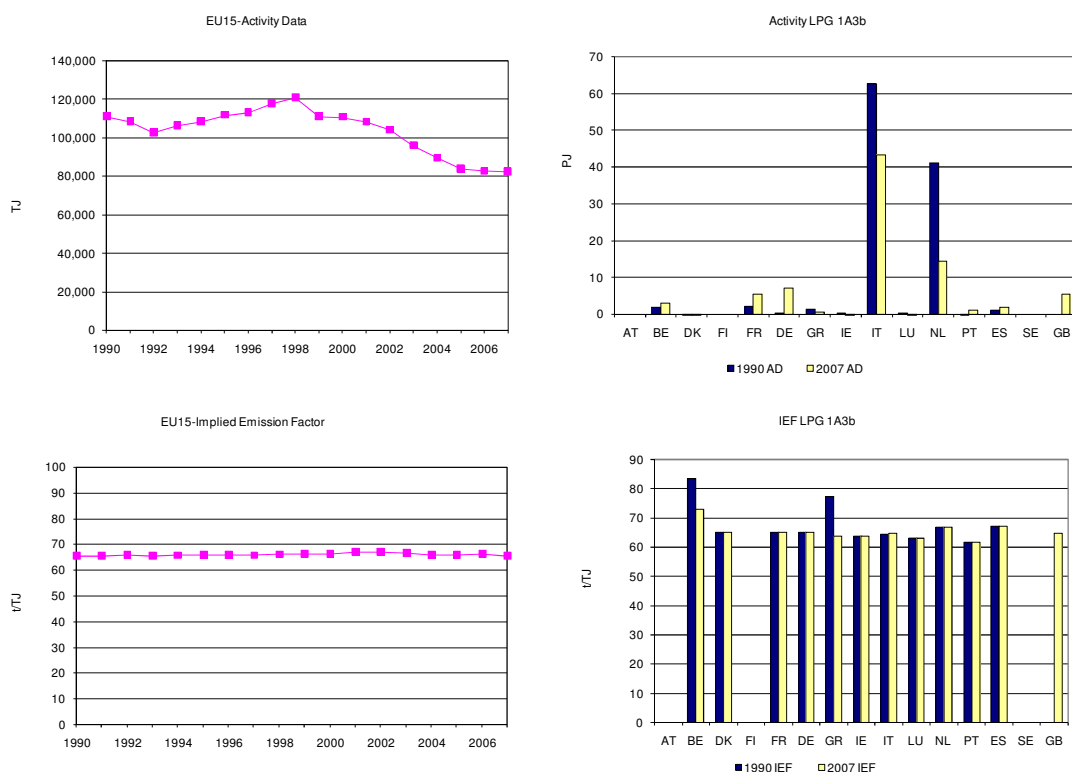 EU15-Activity Data
TJ
140,000
120,000
100,000
80,000
60,000
40,000
20,000
0
1990 1992 1994 1996 1998 2000 2002 2004 2006
Activity LPG 1A3b
PJ
70
60
50
40
30
20
10
0
AT BE DK FI FR DE GR IE IT LU NL PT ES SE GB
1990 AD 2007 AD
EU15-Implied Emission Factor
t/TJ
100
90
80
70
60
50
40
30
20
10
0
1990 1992 1994 1996 1998 2000 2002 2004 2006
IEF LPG 1A3b
t/TJ
90
80
70
60
50
40
30
20
10
0
AT BE DK FI FR DE GR IE IT LU NL PT ES SE GB
1990 IEF 2007 IEF